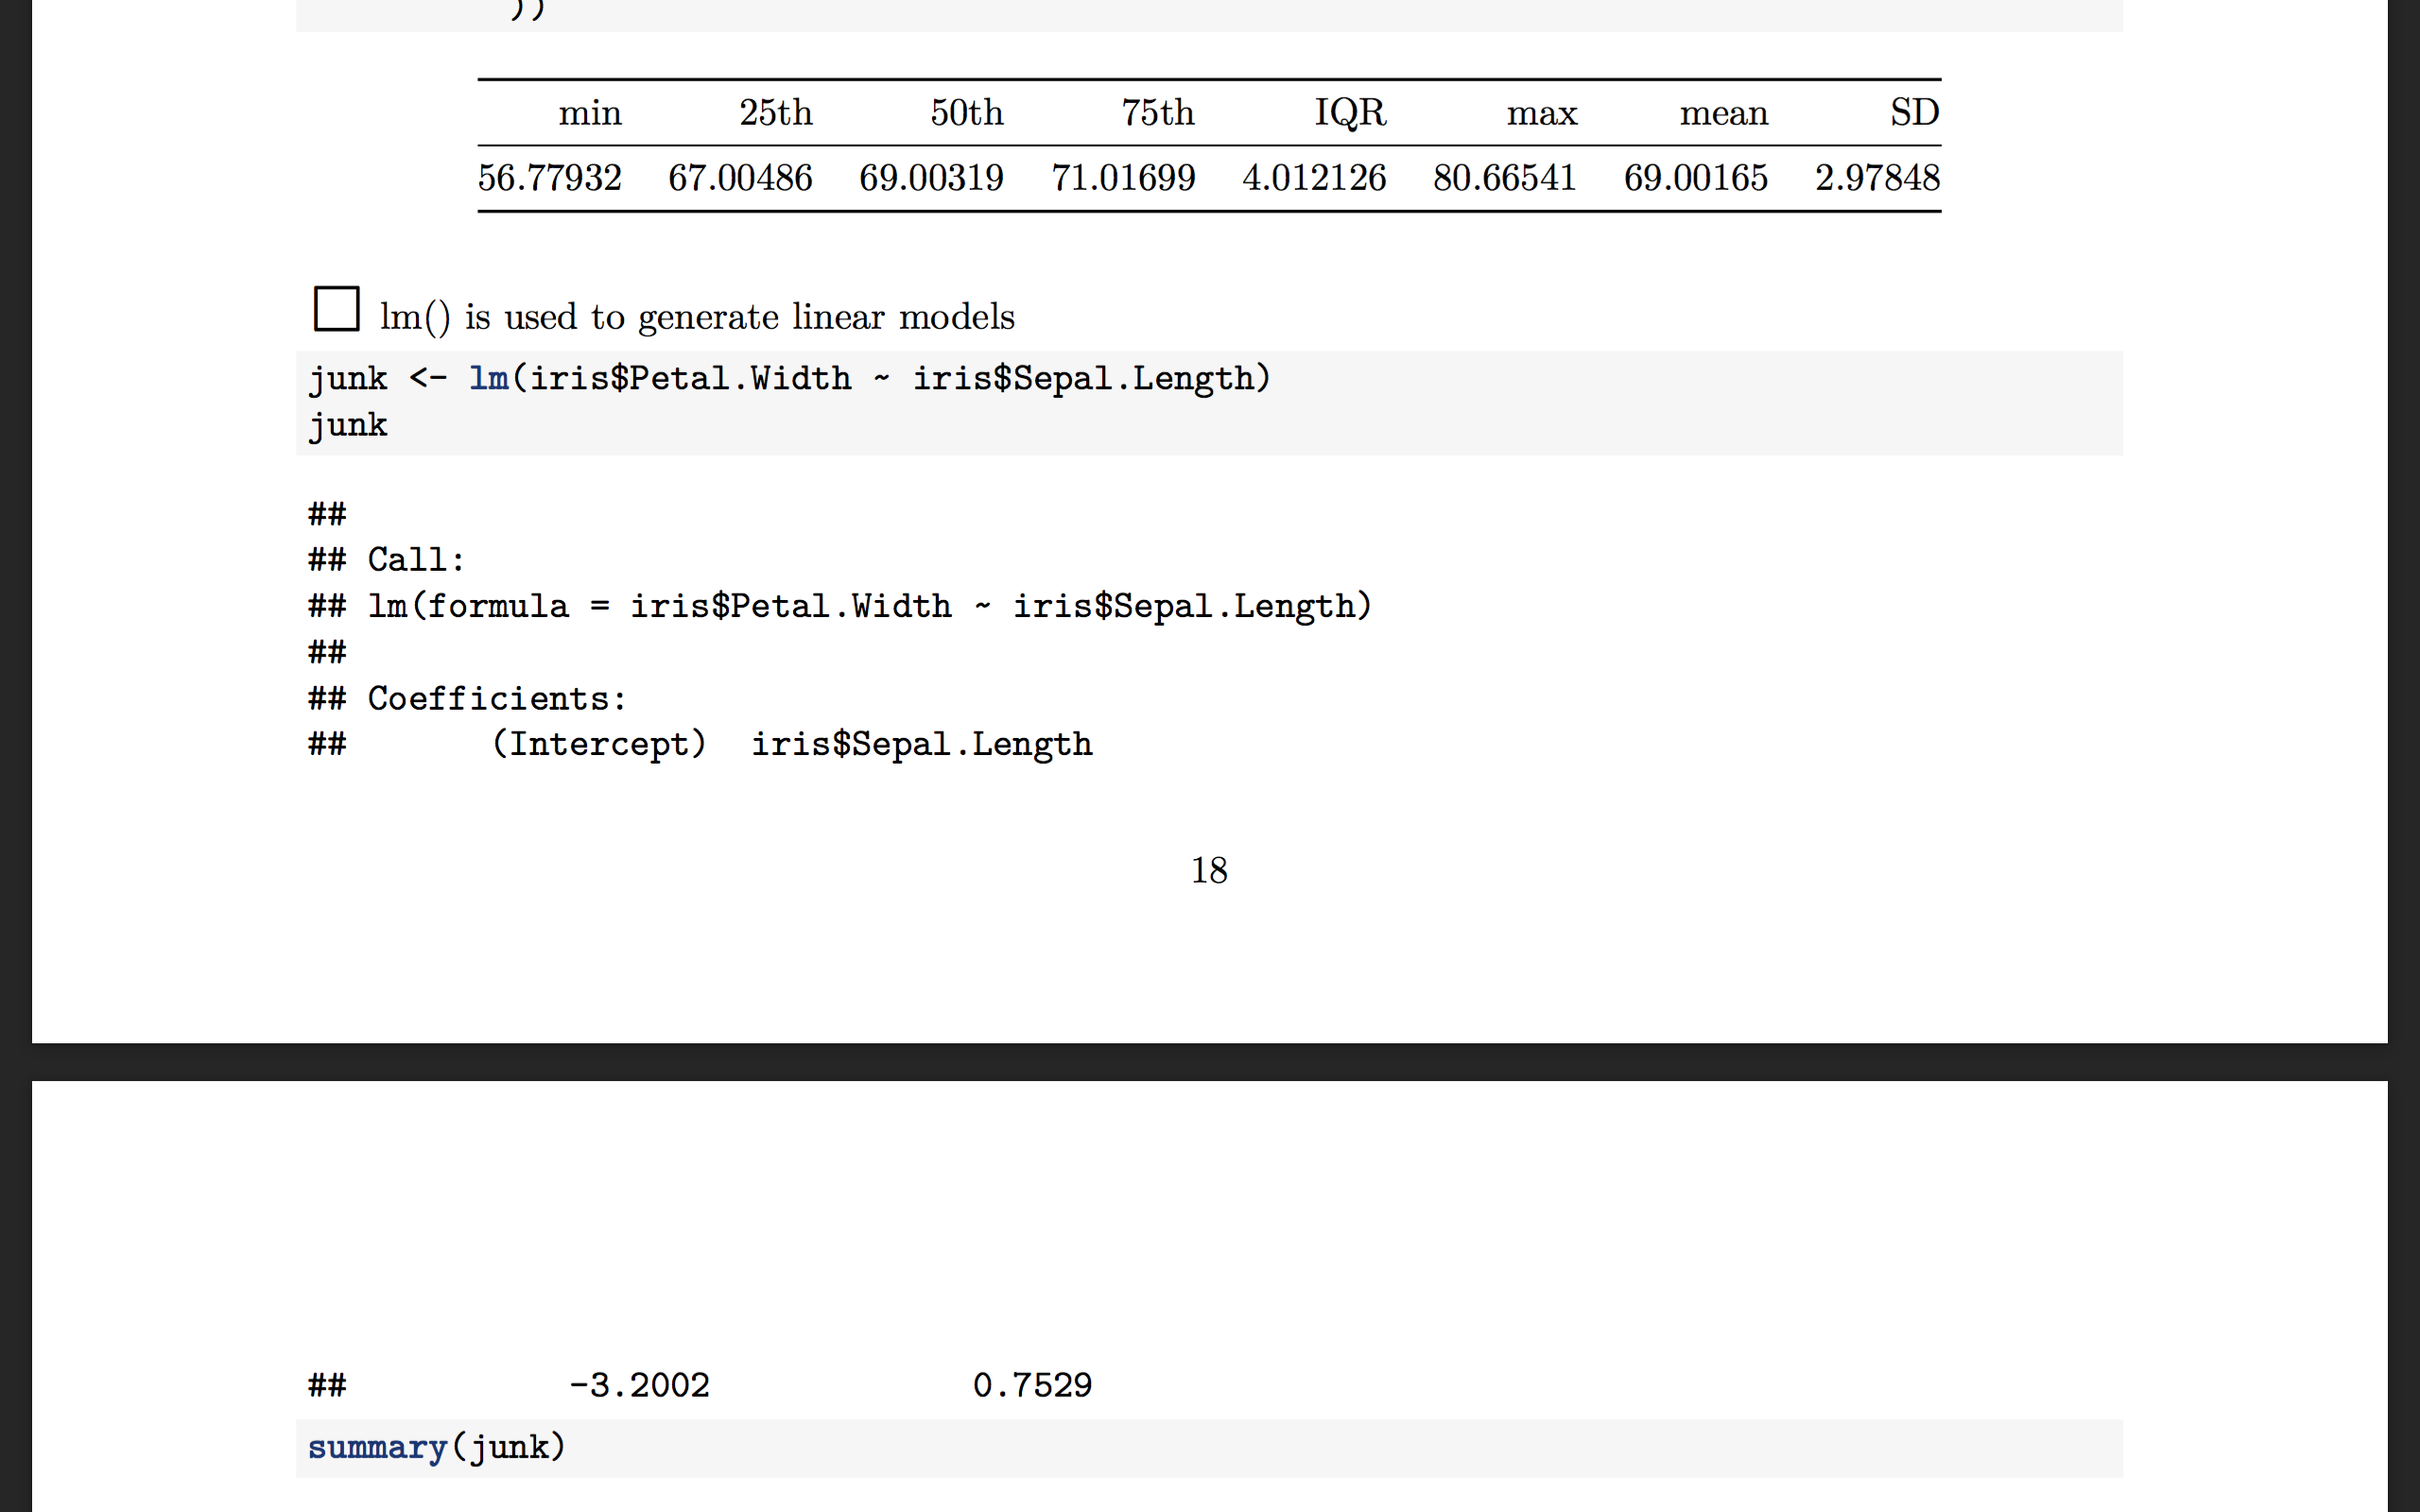 ))
min 25th 50th 75th IQR max mean SD
56.77932 67.00486 69.00319 71.01699 4.012126 80.66541 69.00165 2.97848
☐ lm() is used to generate linear models
junk <- lm(iris$Petal.Width ~ iris$Sepal.Length)
junk
##
## Call:
## lm(formula = iris$Petal.Width ~ iris$Sepal.Length)
##
## Coefficients:
##       (Intercept)  iris$Sepal.Length
18
##           -3.2002             0.7529
summary(junk)